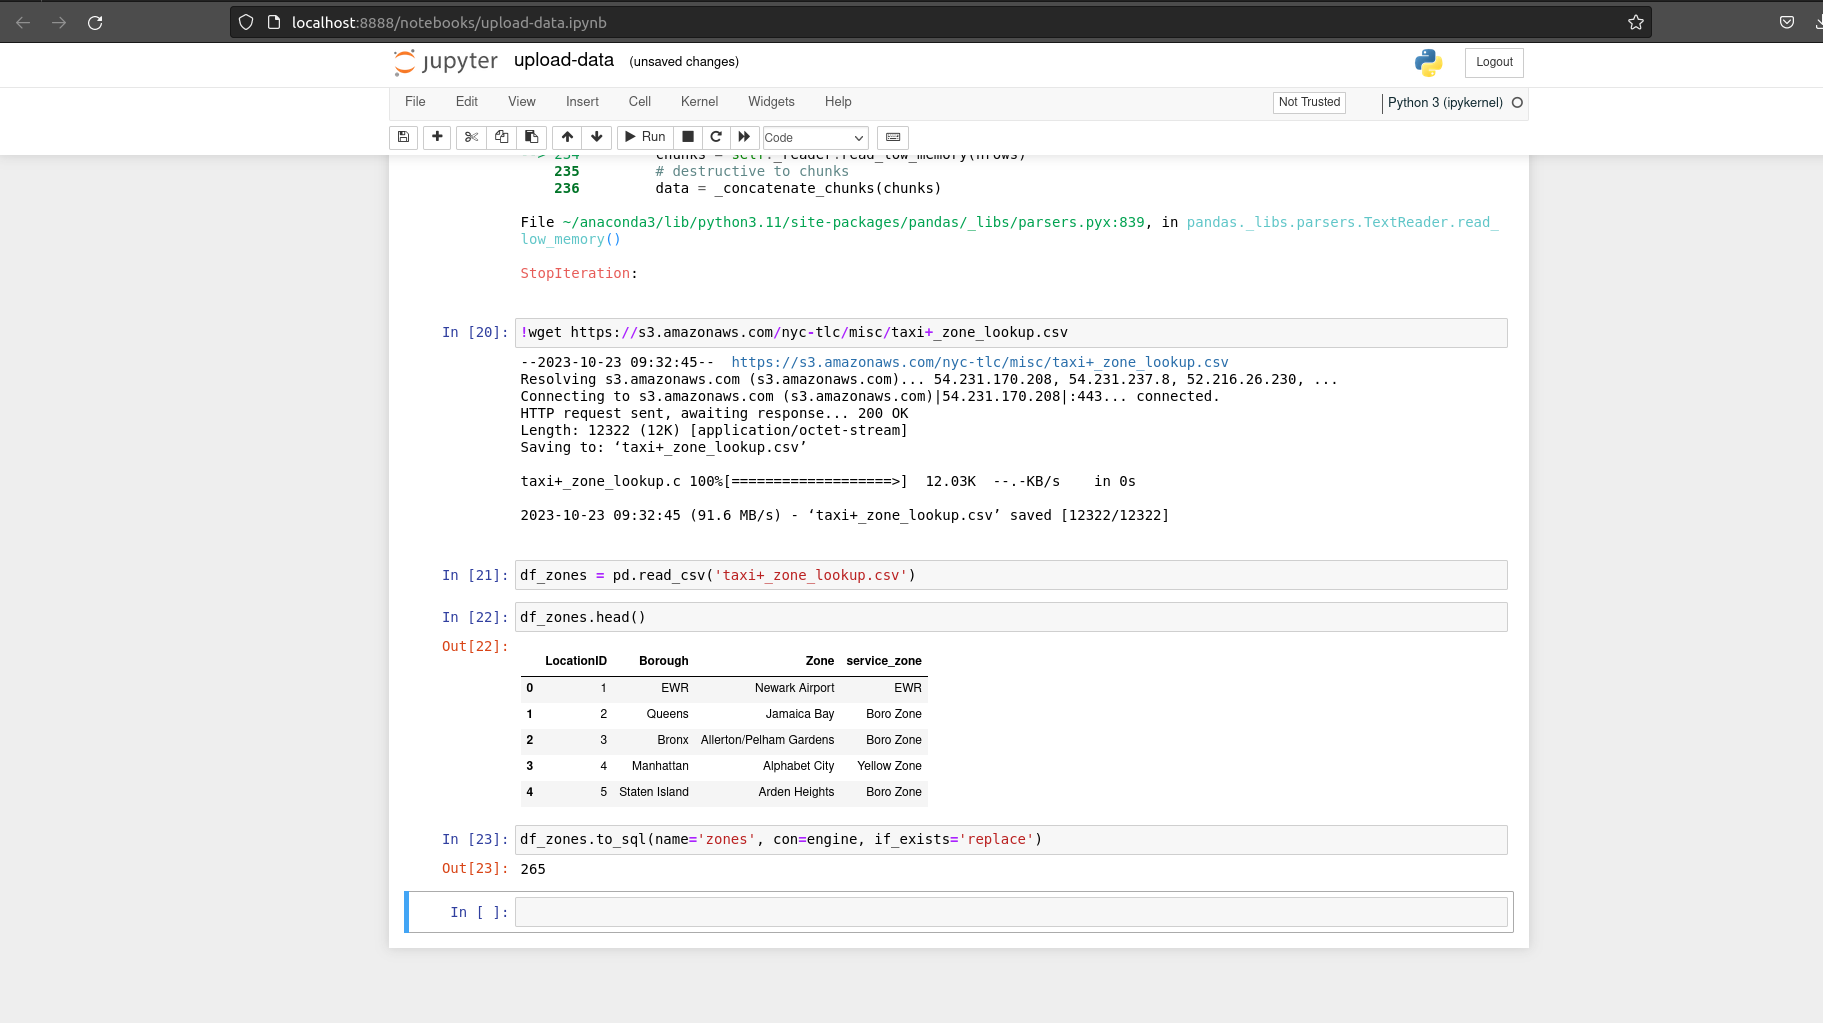 localhost:8888/notebooks/upload-data.ipynb
jupyter upload-data (unsaved changes) Logout
File Edit View Insert Cell Kernel Widgets Help Not Trusted Python 3 (ipykernel)
Run Code
--> 234 chunks = self._reader.read_low_memory(nrows)
235 # destructive to chunks
236 data = _concatenate_chunks(chunks)
File ~/anaconda3/lib/python3.11/site-packages/pandas/_libs/parsers.pyx:839, in pandas._libs.parsers.TextReader.read_
low_memory()
StopIteration:
In [20]: !wget https://s3.amazonaws.com/nyc-tlc/misc/taxi+_zone_lookup.csv
--2023-10-23 09:32:45--  https://s3.amazonaws.com/nyc-tlc/misc/taxi+_zone_lookup.csv
Resolving s3.amazonaws.com (s3.amazonaws.com)... 54.231.170.208, 54.231.237.8, 52.216.26.230, ...
Connecting to s3.amazonaws.com (s3.amazonaws.com)|54.231.170.208|:443... connected.
HTTP request sent, awaiting response... 200 OK
Length: 12322 (12K) [application/octet-stream]
Saving to: ‘taxi+_zone_lookup.csv’
taxi+_zone_lookup.c 100%[===================>]  12.03K  --.-KB/s    in 0s
2023-10-23 09:32:45 (91.6 MB/s) - ‘taxi+_zone_lookup.csv’ saved [12322/12322]
In [21]: df_zones = pd.read_csv('taxi+_zone_lookup.csv')
In [22]: df_zones.head()
Out[22]:
LocationID Borough Zone service_zone
0 1 EWR Newark Airport EWR
1 2 Queens Jamaica Bay Boro Zone
2 3 Bronx Allerton/Pelham Gardens Boro Zone
3 4 Manhattan Alphabet City Yellow Zone
4 5 Staten Island Arden Heights Boro Zone
In [23]: df_zones.to_sql(name='zones', con=engine, if_exists='replace')
Out[23]: 265
In [ ]: